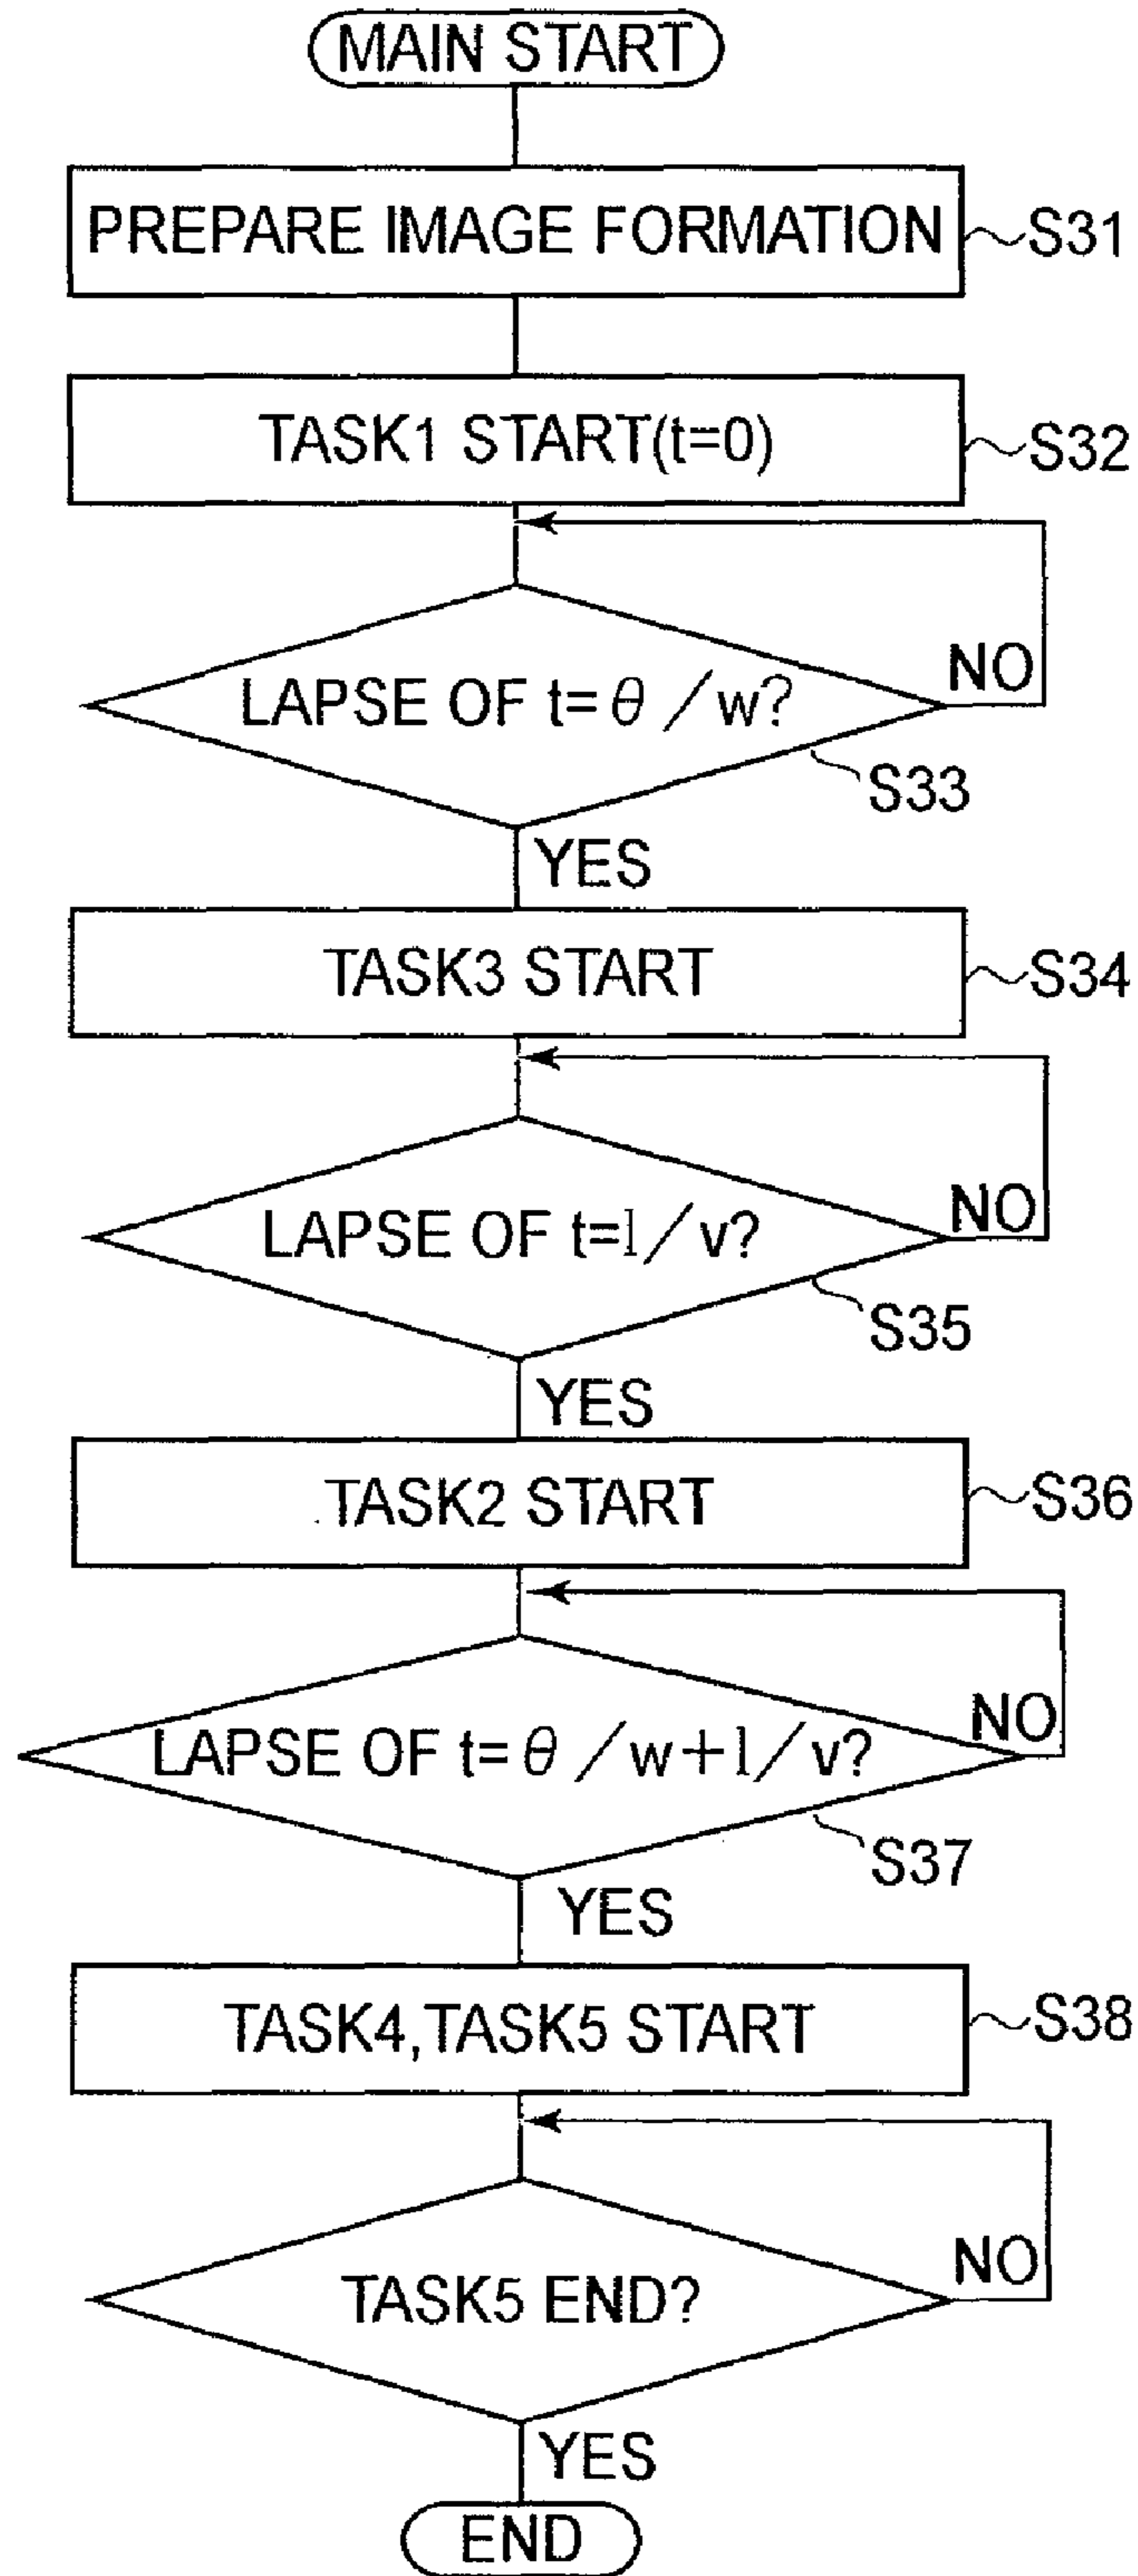 MAIN START
PREPARE IMAGE FORMATION
S31
TASK1 START(t=0)
S32
NO
LAPSE OF t=θ/w?
S33
YES
TASK3 START
S34
NO
LAPSE OF t=l/v?
S35
YES
TASK2 START
S36
NO
LAPSE OF t=θ/w+l/v?
S37
YES
TASK4,TASK5 START
S38
NO
TASK5 END?
YES
END